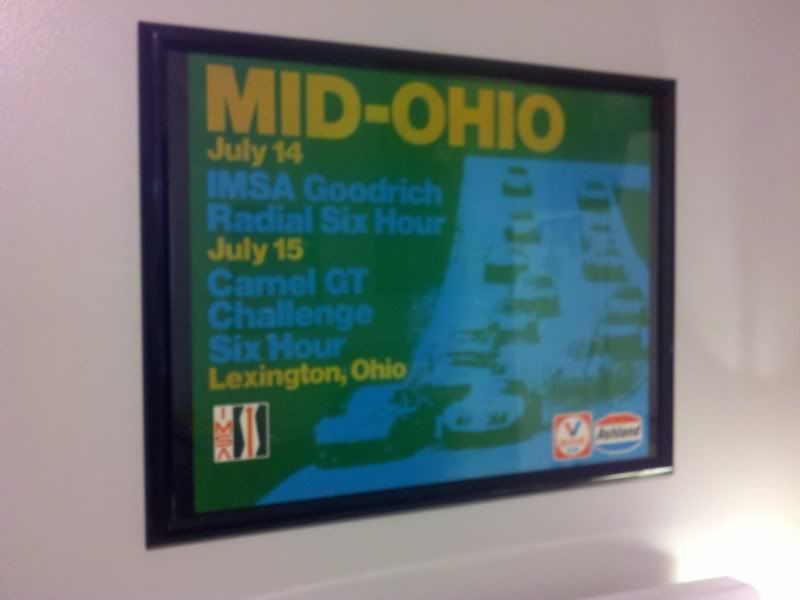 MID-OHIO
July 14
IMSA Goodrich
Radial Six Hour
July 15
Camel GT
Challenge
Six Hour
Lexington, Ohio
IMSA
V
Ashland